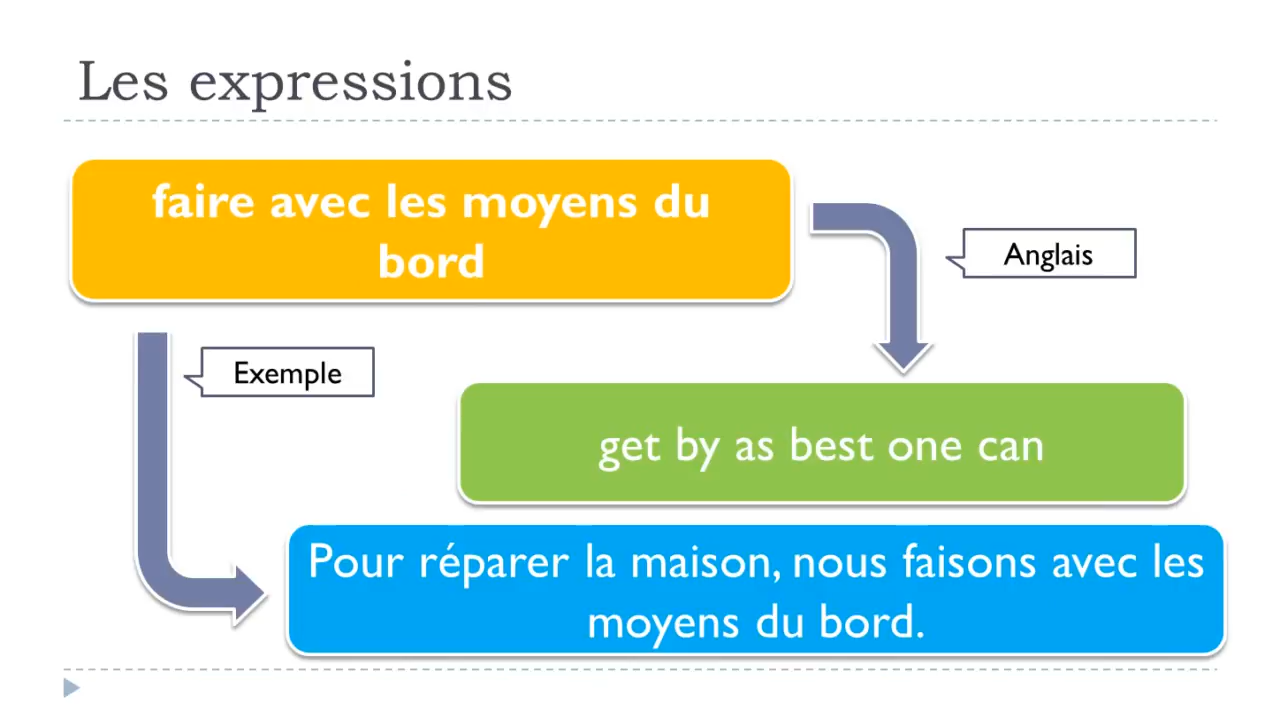 Les expressions
faire avec les moyens du
bord
Anglais
Exemple
get by as best one can
Pour réparer la maison, nous faisons avec les
moyens du bord.